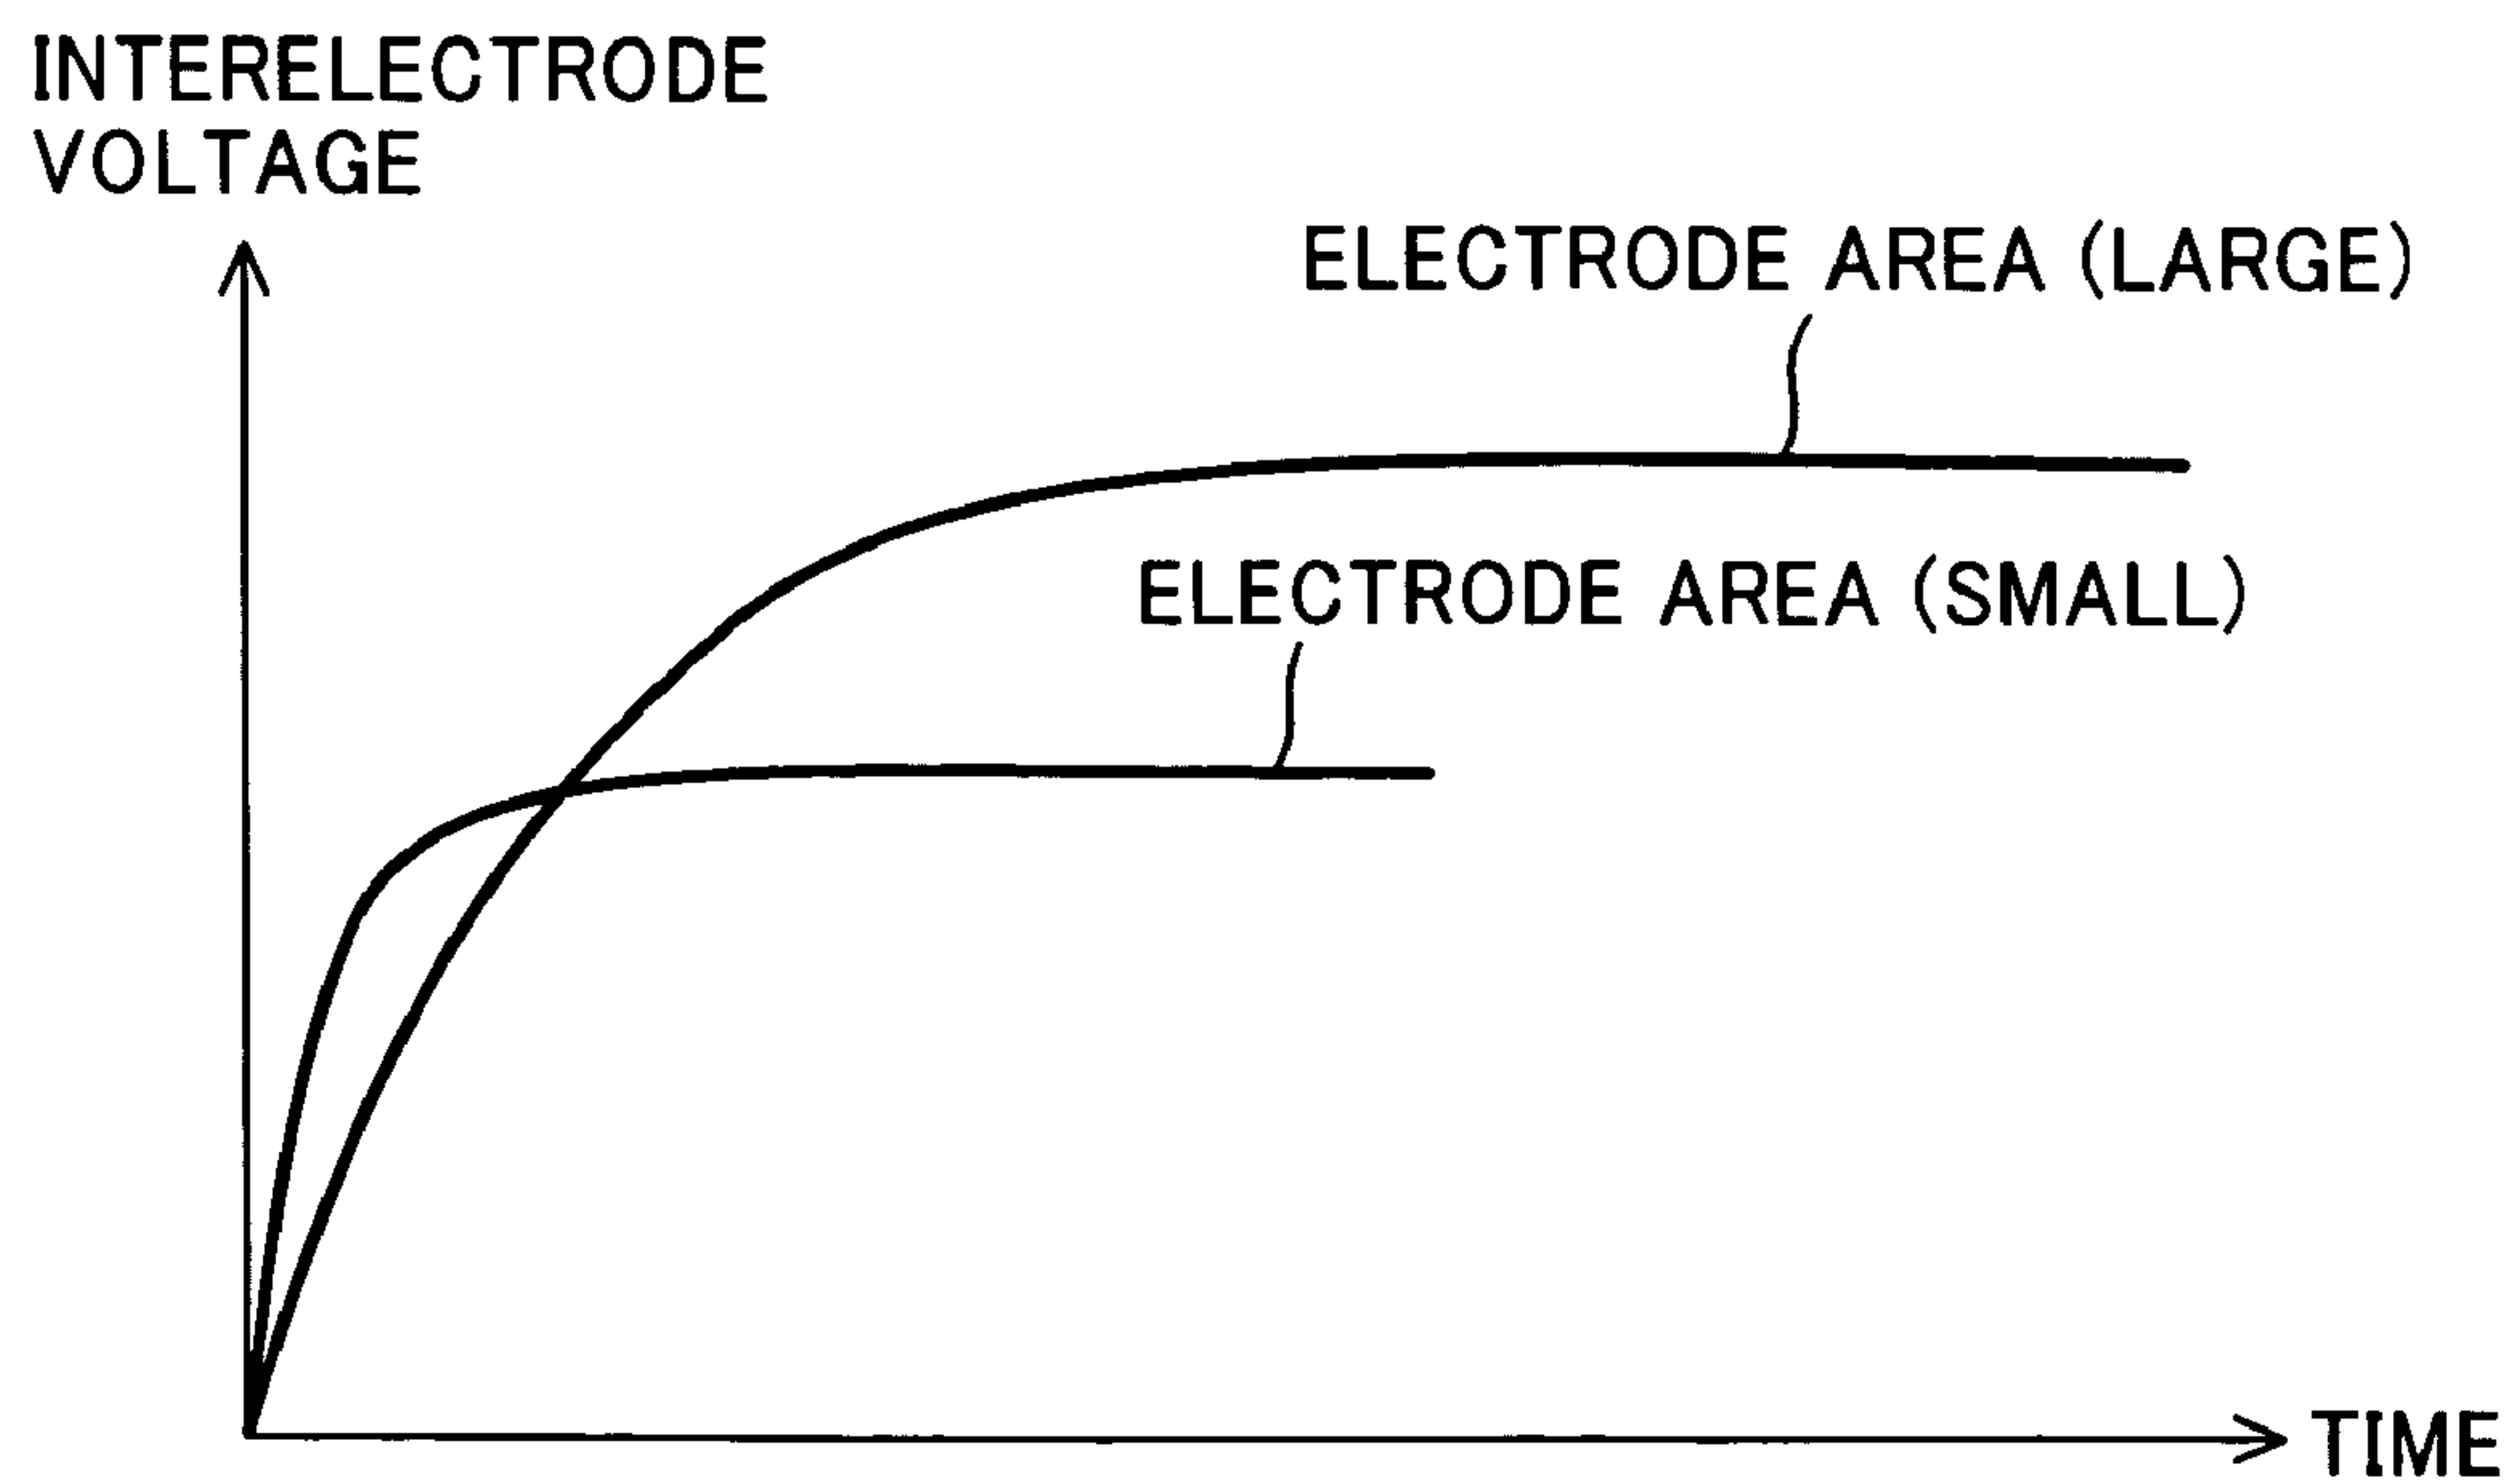 INTERELECTRODE
VOLTAGE
ELECTRODE AREA (LARGE)
ELECTRODE AREA (SMALL)
TIME